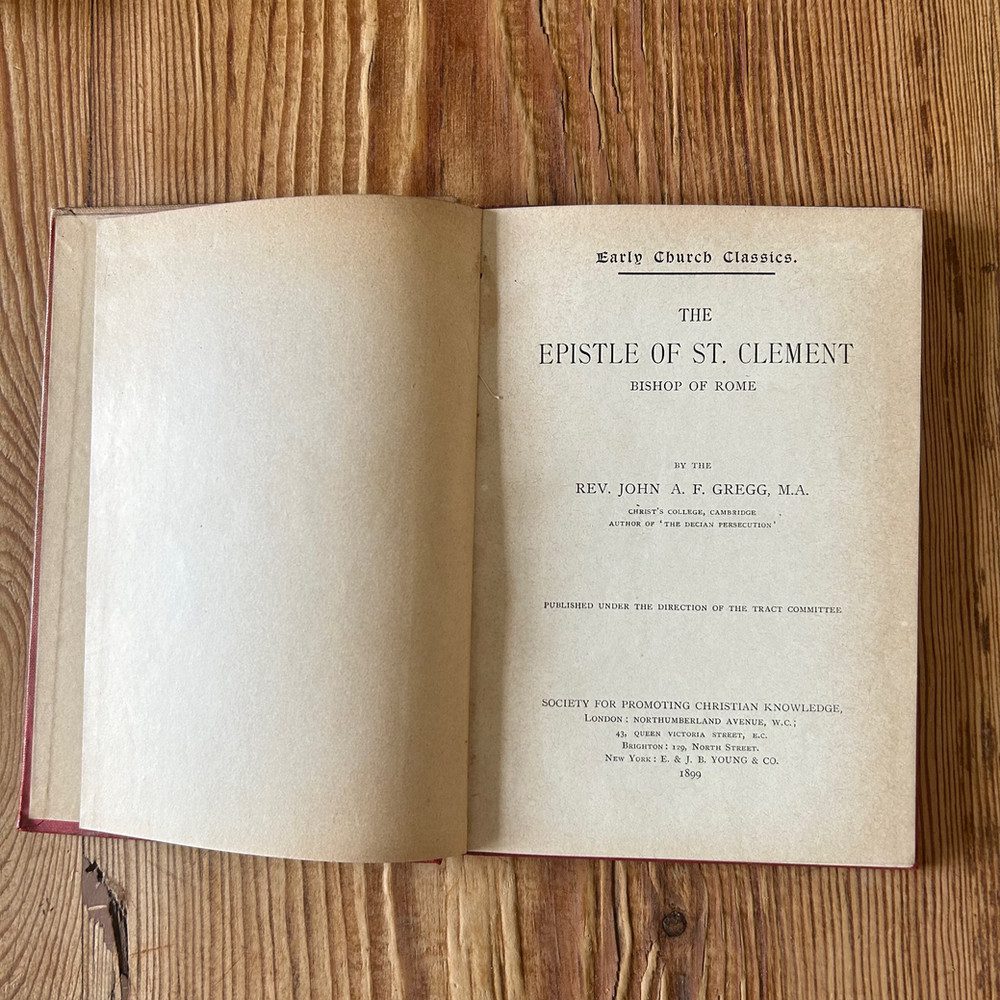 Early Church Classics.
THE
EPISTLE OF ST. CLEMENT
BISHOP OF ROME
BY THE
REV. JOHN A. F. GREGG, M.A.
CHRIST'S COLLEGE, CAMBRIDGE
AUTHOR OF 'THE DECIAN PERSECUTION'
PUBLISHED UNDER THE DIRECTION OF THE TRACT COMMITTEE
SOCIETY FOR PROMOTING CHRISTIAN KNOWLEDGE,
LONDON: NORTHUMBERLAND AVENUE, W.C.;
43, QUEEN VICTORIA STREET, E.C.
BRIGHTON: 129, NORTH STREET.
NEW YORK: E. & J. B. YOUNG & CO.
1899